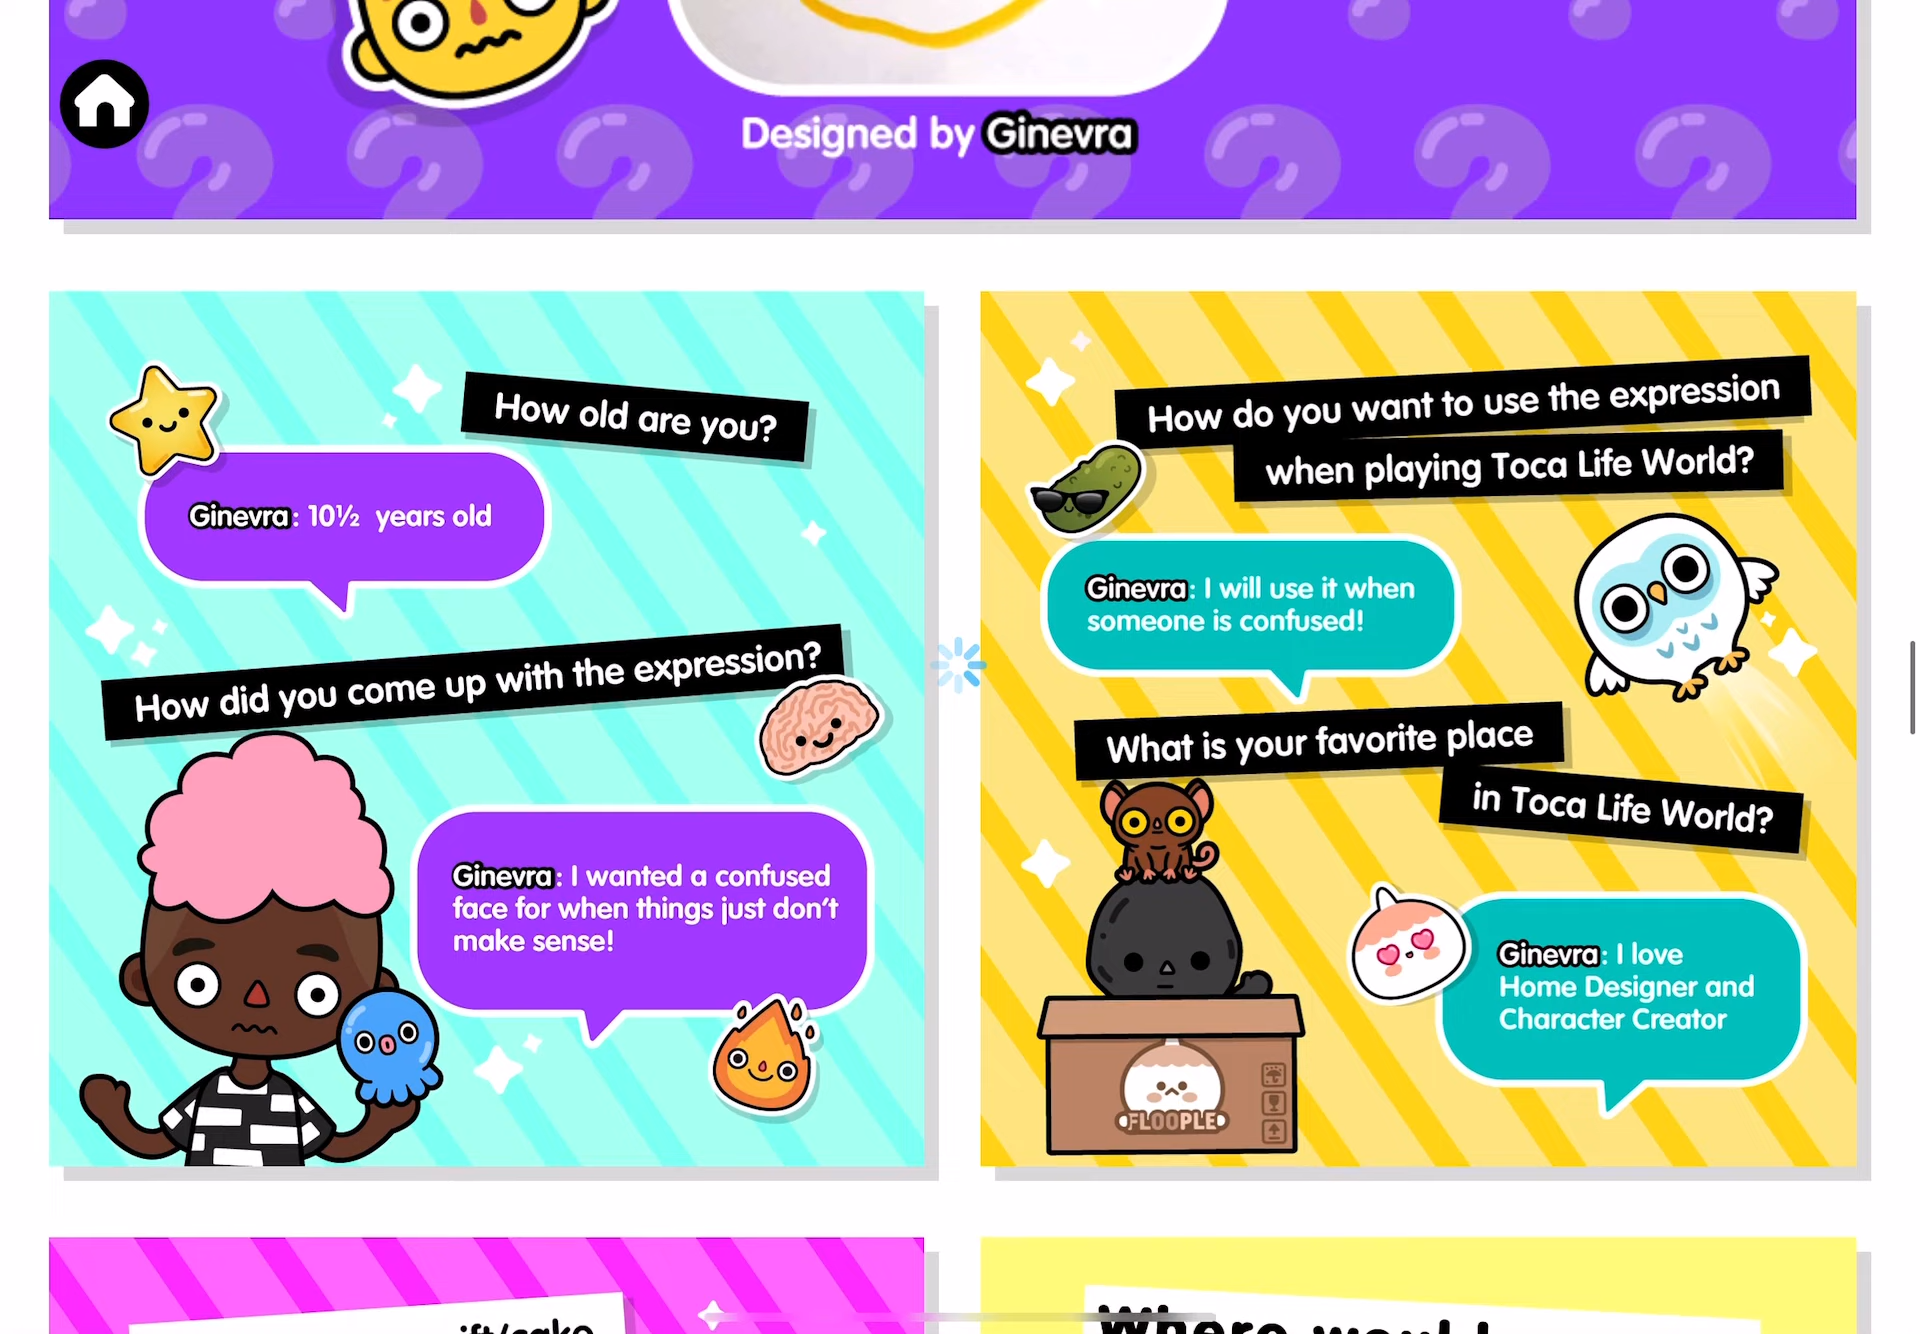 Designed by Ginevra
How old are you?
Ginevra: 10½ years old
How did you come up with the expression?
Ginevra: I wanted a confused
face for when things just don't
make sense!
How do you want to use the expression
when playing Toca Life World?
Ginevra: I will use it when
someone is confused!
What is your favorite place
in Toca Life World?
Ginevra: I love
Home Designer and
Character Creator
FLOOPLE
Where would